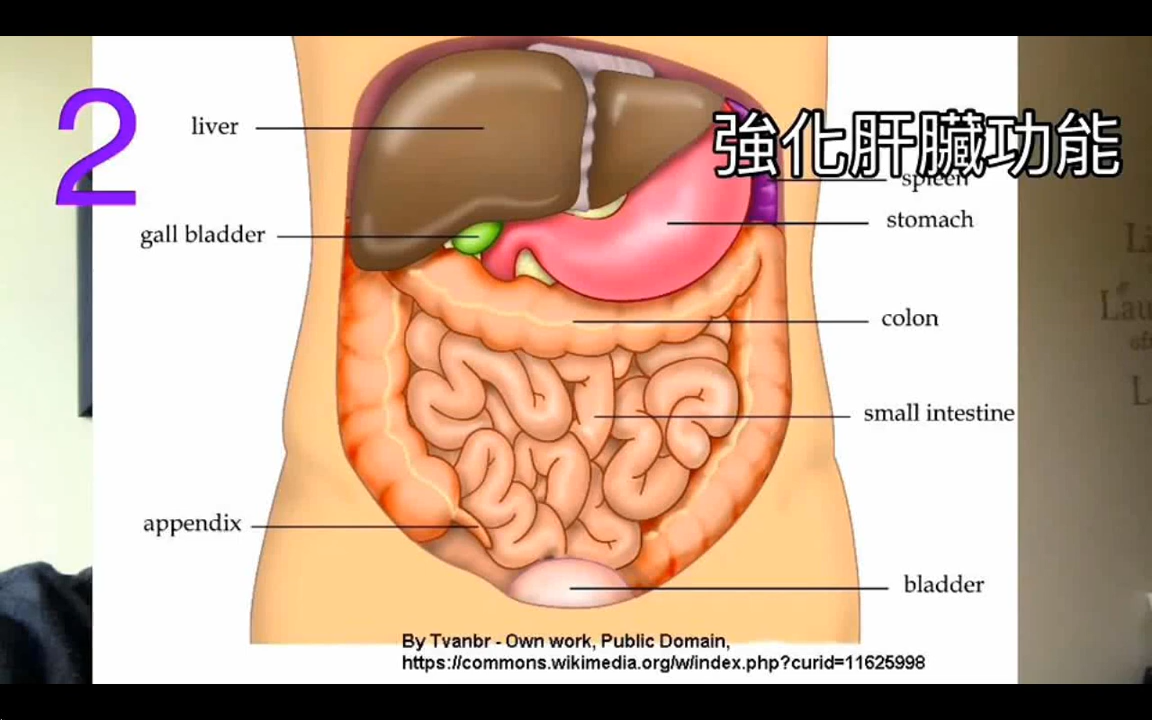 2
強化肝臟功能
liver
spleen
gall bladder
stomach
colon
small intestine
appendix
bladder
By Tvanbr - Own work, Public Domain,
https://commons.wikimedia.org/w/index.php?curid=11625998